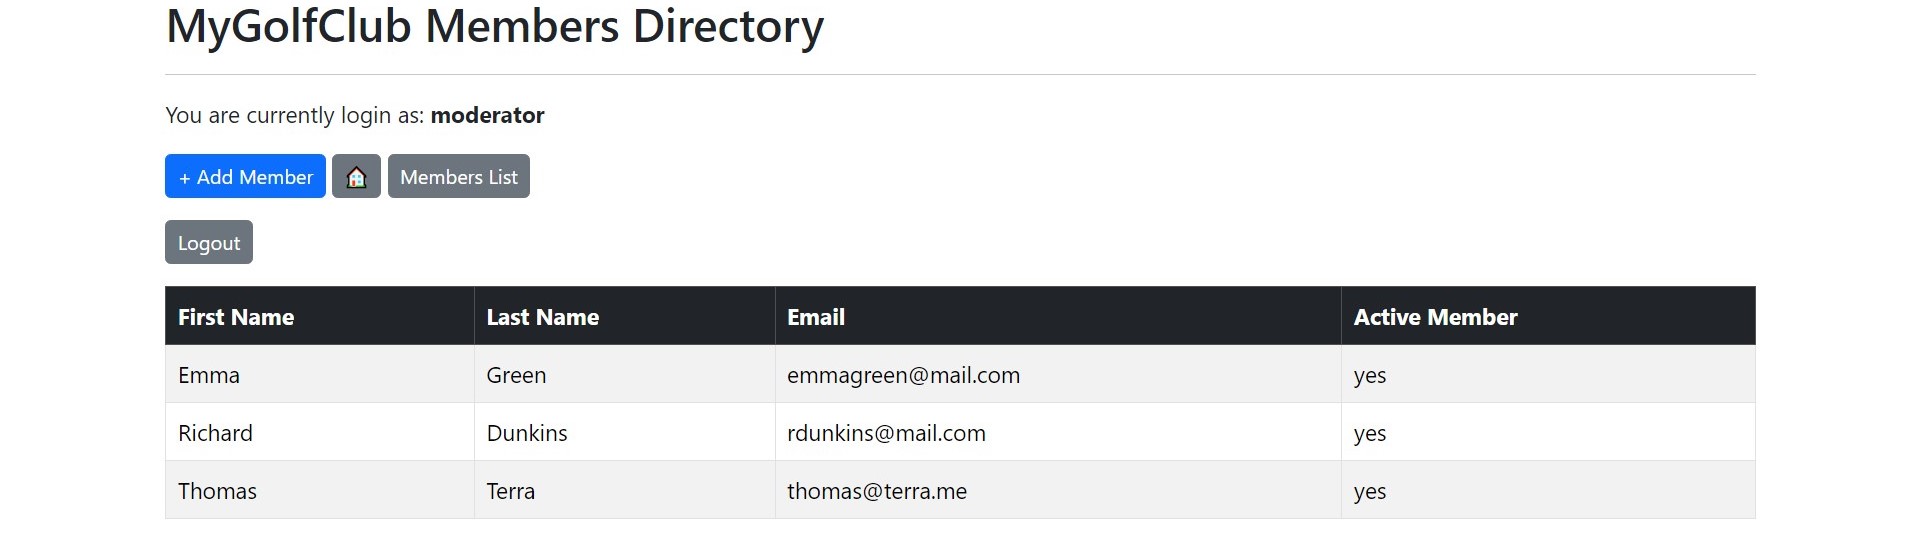 MyGolfClub Members Directory
You are currently login as: moderator
+ Add Member Members List
Logout
First Name Last Name Email Active Member
Emma Green emmagreen@mail.com yes
Richard Dunkins rdunkins@mail.com yes
Thomas Terra thomas@terra.me yes